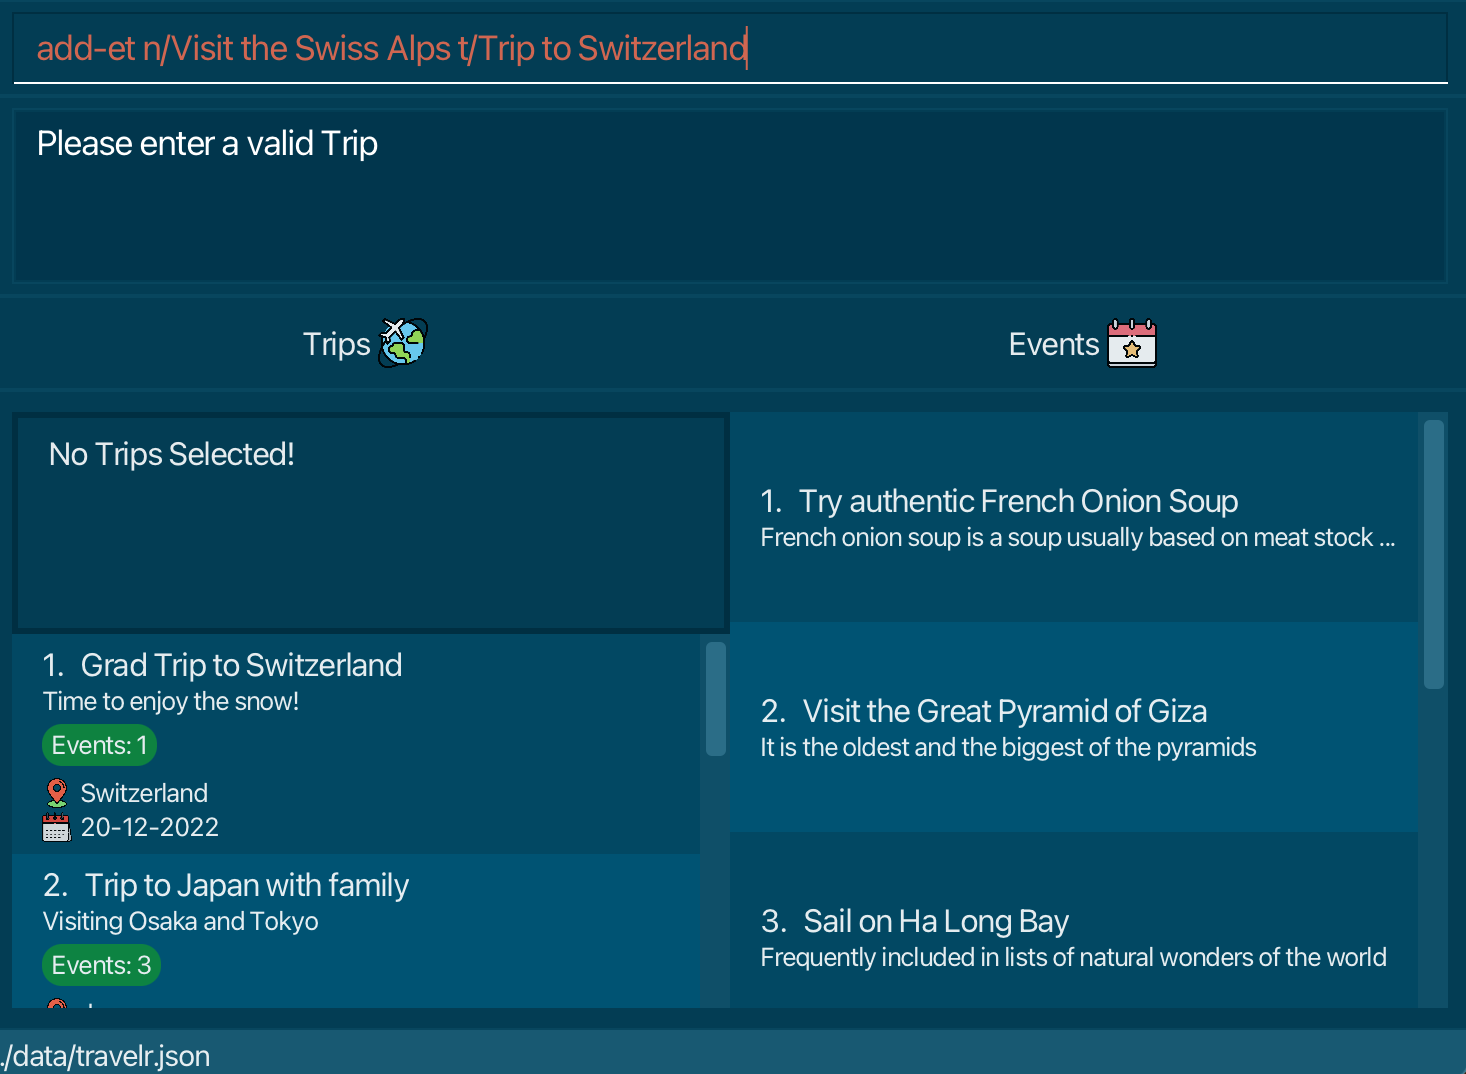 add-et n/Visit the Swiss Alps t/Trip to Switzerland
Please enter a valid Trip
Trips
Events
No Trips Selected!
1. Grad Trip to Switzerland
Time to enjoy the snow!
Events: 1
Switzerland
20-12-2022
2. Trip to Japan with family
Visiting Osaka and Tokyo
Events: 3
1. Try authentic French Onion Soup
French onion soup is a soup usually based on meat stock ...
2. Visit the Great Pyramid of Giza
It is the oldest and the biggest of the pyramids
3. Sail on Ha Long Bay
Frequently included in lists of natural wonders of the world
./data/travelr.json